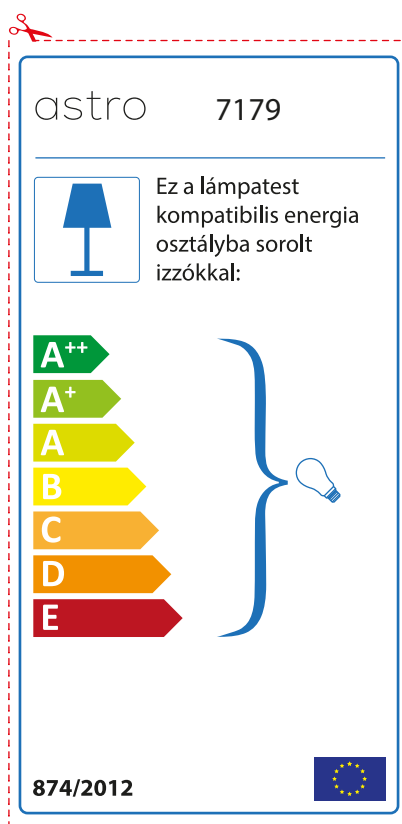 astro 7179
Ez a lámpatest
kompatibilis energia
osztályba sorolt
izzókkal:
A++
A+
A
B
C
D
E
874/2012